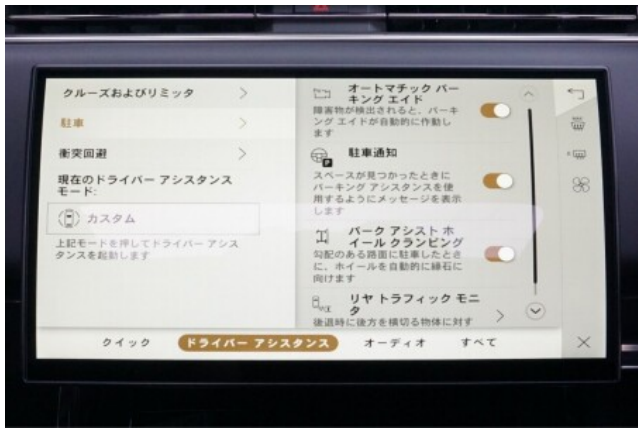 クルーズおよびリミッタ
駐車
衝突回避
現在のドライバー アシスタンス
モード:
カスタム
上記モードを押してドライバー アシス
タンスを起動します
オートマチック パー
キング エイド
障害物が検出されると、パーキ
ング エイドが自動的に作動し
ます
駐車通知
スペースが見つかったときに
パーキング アシスタンスを使
用するようにメッセージを表示
します
パーク アシスト ホ
イール クランピング
勾配のある路面に駐車したとき
に、ホイールを自動的に縁石に
向けます
リヤ トラフィック モニ
タ
後退時に後方を横切る物体に対す
クイック
ドライバー アシスタンス
オーディオ
すべて